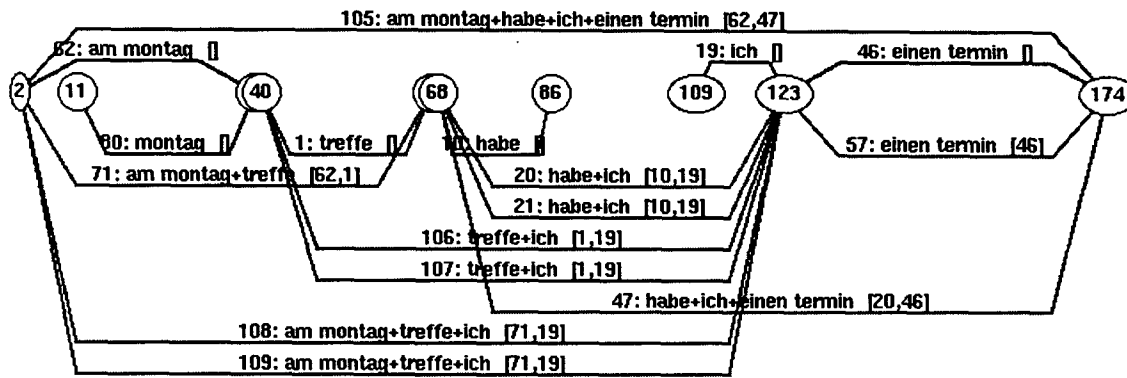 105: am montag+habe+ich+einen termin [62,47]
62: am montag []
19: ich []
46: einen termin []
2
11
40
68
86
109
123
174
80: montag []
1: treffe []
10: habe []
57: einen termin [46]
71: am montag+treffe [62,1]
20: habe+ich [10,19]
21: habe+ich [10,19]
106: treffe+ich [1,19]
107: treffe+ich [1,19]
47: habe+ich+einen termin [20,46]
108: am montag+treffe+ich [71,19]
109: am montag+treffe+ich [71,19]